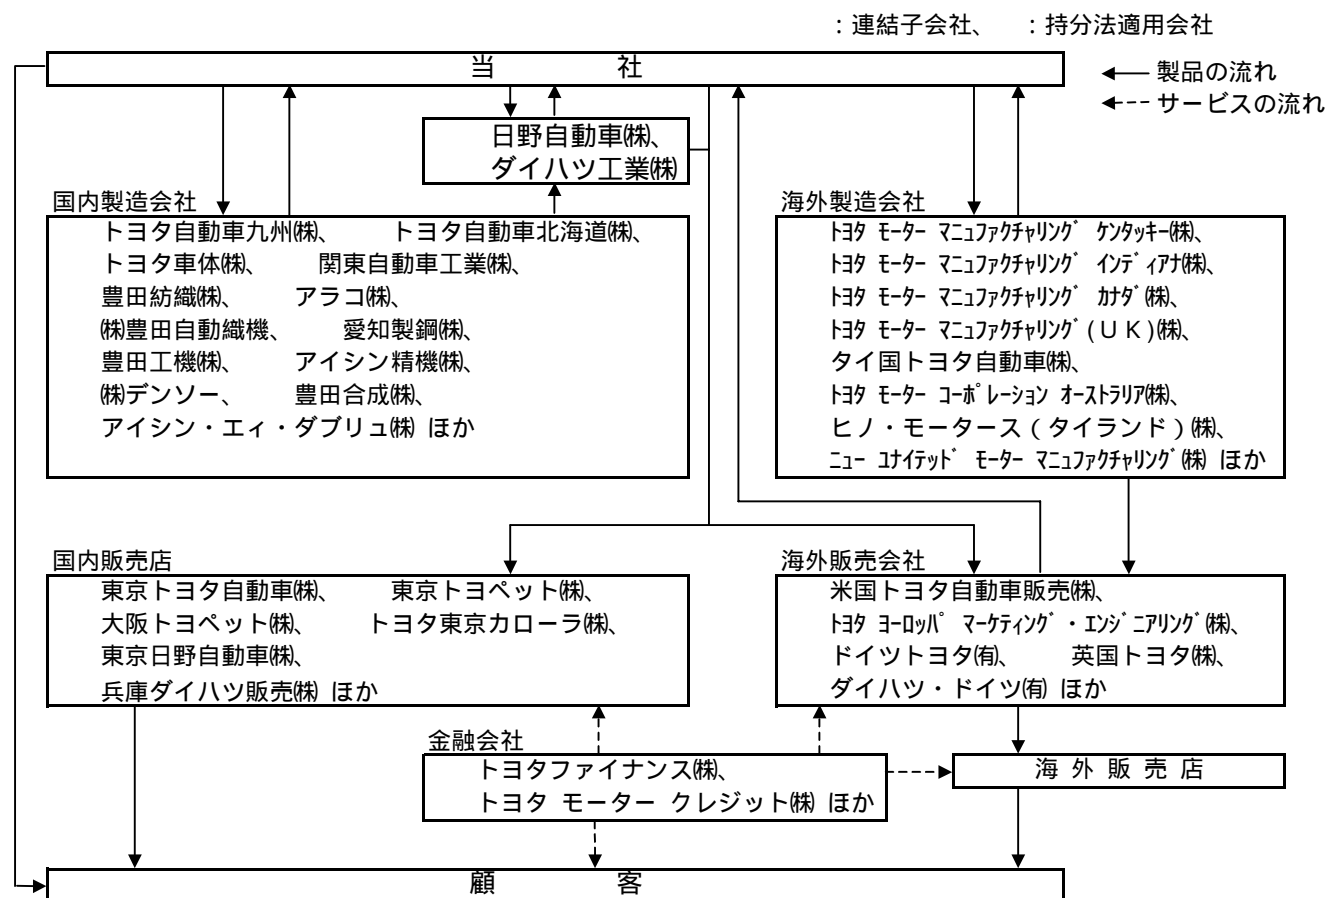 ：連結子会社、　：持分法適用会社
当　社
製品の流れ
サービスの流れ
日野自動車㈱、
ダイハツ工業㈱
国内製造会社
トヨタ自動車九州㈱、　トヨタ自動車北海道㈱、
トヨタ車体㈱、　関東自動車工業㈱、
豊田紡織㈱、　アラコ㈱、
㈱豊田自動織機、　愛知製鋼㈱、
豊田工機㈱、　アイシン精機㈱、
㈱デンソー、　豊田合成㈱、
アイシン・エィ・ダブリュ㈱ ほか
海外製造会社
ﾄﾖﾀ ﾓｰﾀｰ ﾏﾆｭﾌｧｸﾁｬﾘﾝｸﾞ ｹﾝﾀｯｷｰ㈱、
ﾄﾖﾀ ﾓｰﾀｰ ﾏﾆｭﾌｧｸﾁｬﾘﾝｸﾞ ｲﾝﾃﾞｨｱﾅ㈱、
ﾄﾖﾀ ﾓｰﾀｰ ﾏﾆｭﾌｧｸﾁｬﾘﾝｸﾞ ｶﾅﾀﾞ㈱、
ﾄﾖﾀ ﾓｰﾀｰ ﾏﾆｭﾌｧｸﾁｬﾘﾝｸﾞ(ＵＫ)㈱、
タイ国トヨタ自動車㈱、
ﾄﾖﾀ ﾓｰﾀｰ ｺｰﾎﾟﾚｰｼｮﾝ ｵｰｽﾄﾗﾘｱ㈱、
ヒノ・モータース（タイランド）㈱、
ﾆｭｰ ﾕﾅｲﾃｯﾄﾞ ﾓｰﾀｰ ﾏﾆｭﾌｧｸﾁｬﾘﾝｸﾞ㈱ ほか
国内販売店
東京トヨタ自動車㈱、　東京トヨペット㈱、
大阪トヨペット㈱、　トヨタ東京カローラ㈱、
東京日野自動車㈱、
兵庫ダイハツ販売㈱ ほか
海外販売会社
米国トヨタ自動車販売㈱、
ﾄﾖﾀ ﾖｰﾛｯﾊﾟ ﾏｰｹﾃｨﾝｸﾞ・ｴﾝｼﾞﾆｱﾘﾝｸﾞ㈱、
ドイツトヨタ㈲、　英国トヨタ㈱、
ダイハツ・ドイツ㈲ ほか
金融会社
トヨタファイナンス㈱、
トヨタ モーター クレジット㈱ ほか
海 外 販 売 店
顧　客